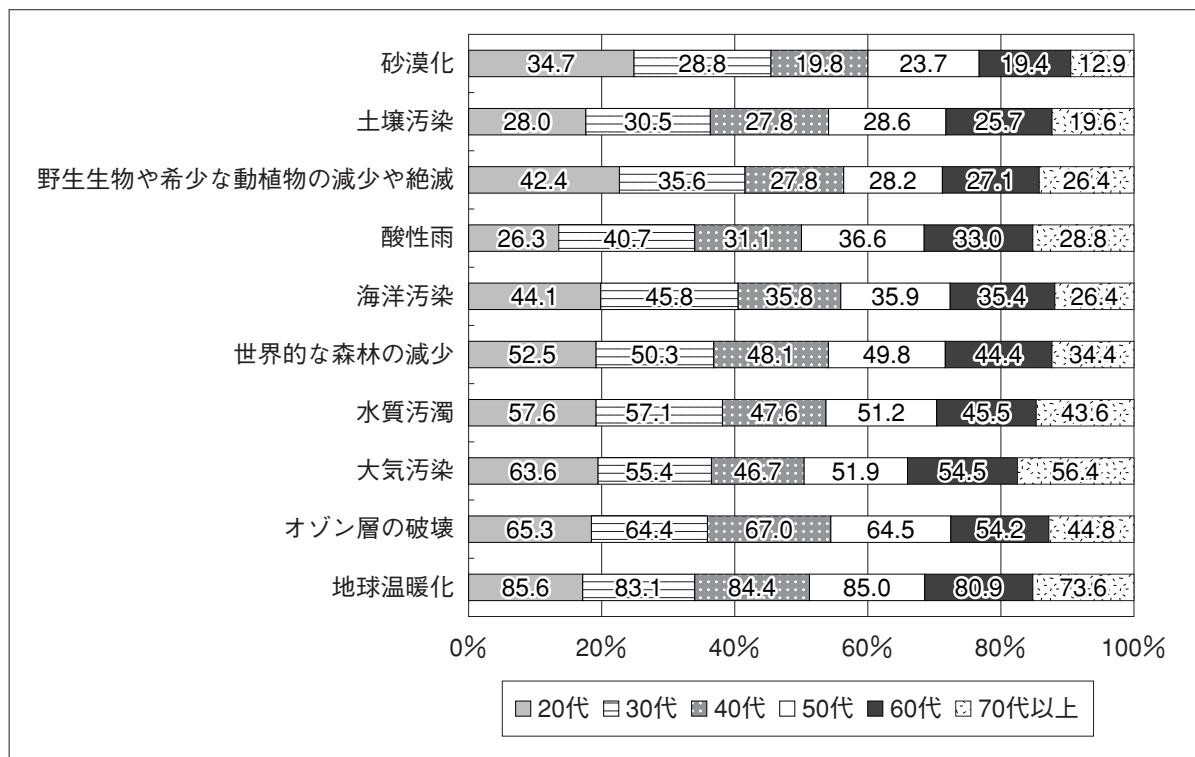 砂漠化 34.7 28.8 19.8 23.7 19.4 12.9
土壌汚染 28.0 30.5 27.8 28.6 25.7 19.6
野生生物や希少な動植物の減少や絶滅 42.4 35.6 27.8 28.2 27.1 26.4
酸性雨 26.3 40.7 31.1 36.6 33.0 28.8
海洋汚染 44.1 45.8 35.8 35.9 35.4 26.4
世界的な森林の減少 52.5 50.3 48.1 49.8 44.4 34.4
水質汚濁 57.6 57.1 47.6 51.2 45.5 43.6
大気汚染 63.6 55.4 46.7 51.9 54.5 56.4
オゾン層の破壊 65.3 64.4 67.0 64.5 54.2 44.8
地球温暖化 85.6 83.1 84.4 85.0 80.9 73.6
0% 20% 40% 60% 80% 100%
20代 30代 40代 50代 60代 70代以上